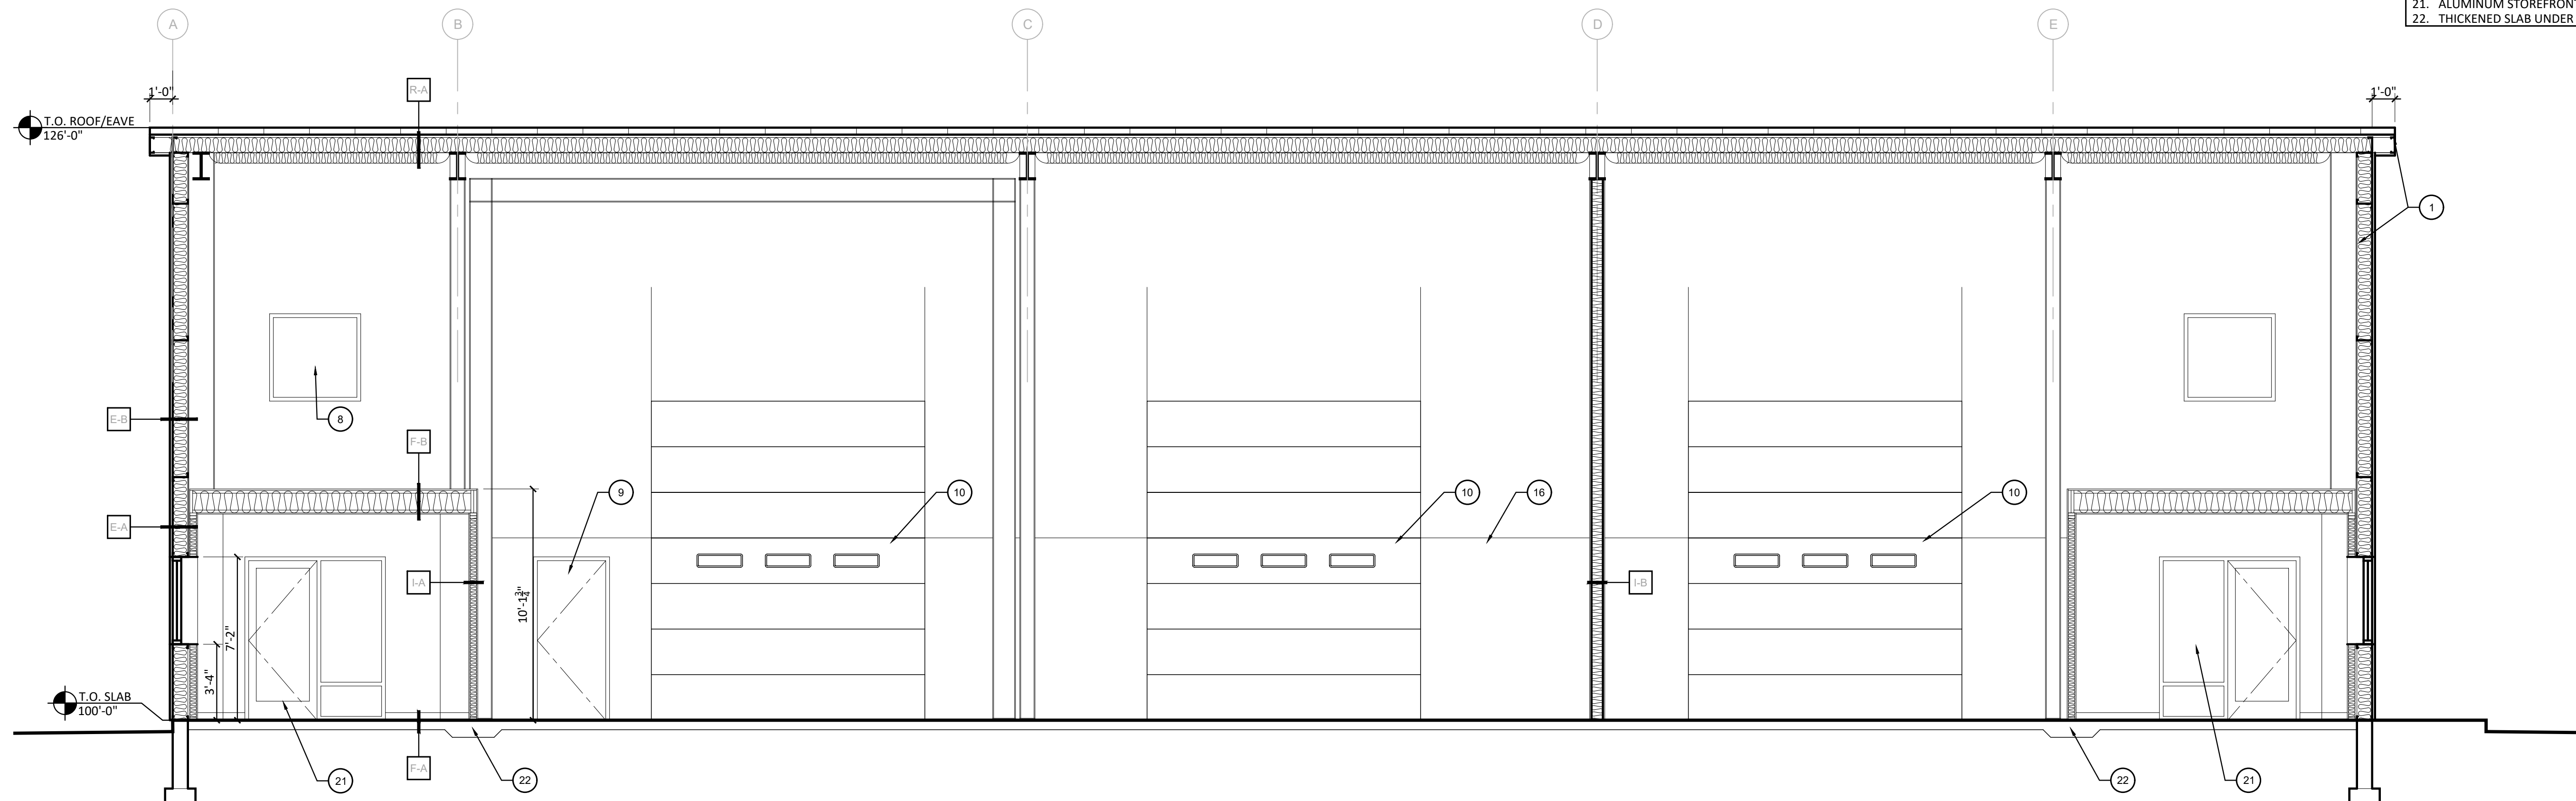 21. ALUMINUM STOREFRONT
22. THICKENED SLAB UNDER
A
B
C
D
E
R-A
1'-0"
1'-0"
T.O. ROOF/EAVE
126'-0"
1
E-B
8
F-B
9
10
10
16
10
E-A
I-A
I-B
10'-1¾"
7'-2"
3'-4"
T.O. SLAB
100'-0"
F-A
21
22
22
21